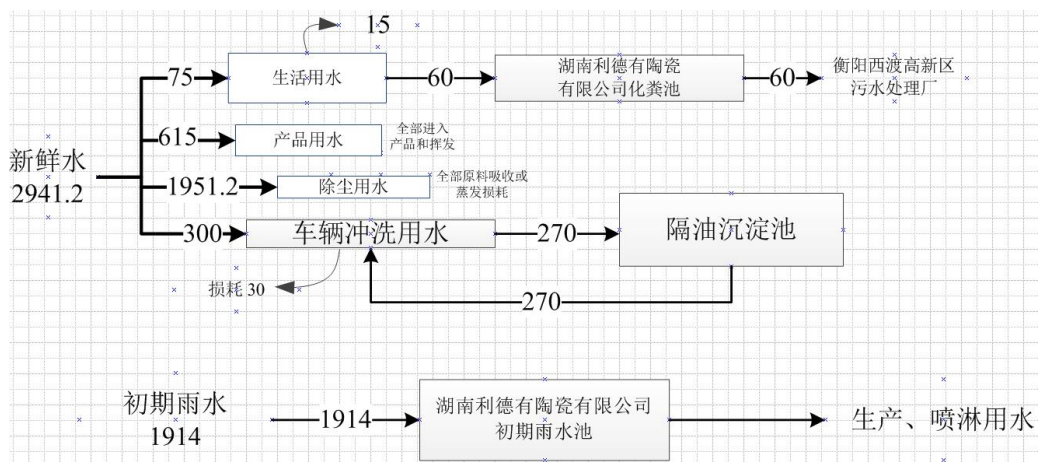 15
75
生活用水
60
湖南利德有陶瓷
有限公司化粪池
60
衡阳西渡高新区
污水处理厂
615
产品用水
全部进入
产品和挥发
新鲜水
2941.2
1951.2
除尘用水
全部原料吸收或
蒸发损耗
300
车辆冲洗用水
270
隔油沉淀池
损耗 30
270
初期雨水
1914
1914
湖南利德有陶瓷有限公司
初期雨水池
生产、喷淋用水